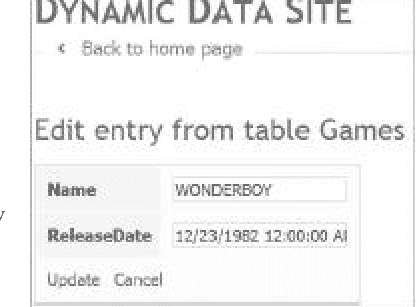 DYNAMIC DATA SITE
< Back to home page
Edit entry from table Games
Name WONDERBOY
y
ReleaseDate 12/23/1982 12:00:00 AI
Update Cancel